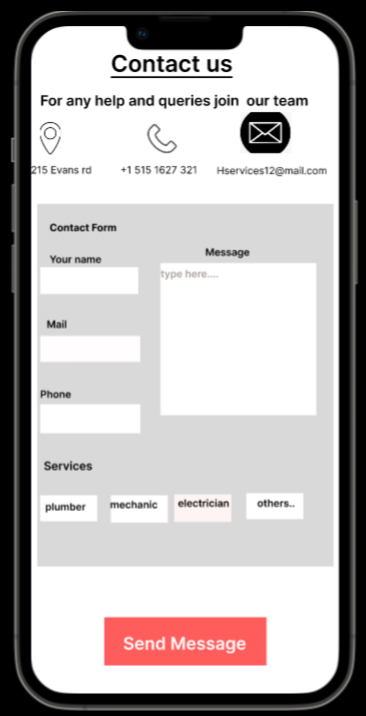 Contact us
For any help and queries join our team
215 Evans rd
+1 515 1627 321
Hservices12@mail.com
Contact Form
Your name
Message
type here....
Mail
Phone
Services
plumber
mechanic
electrician
others..
Send Message